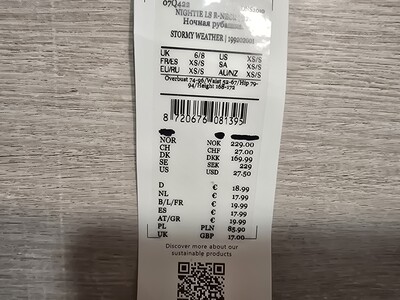 07Q422
NIGHTIE LS R-NECK
Ночная рубашка
STORMY WEATHER | 199202001
UK 6/8 US XS/S
FR/ES XS/S SA XS/S
EU/RU XS/S AU/NZ XS/S
Overbust 74-96/Waist 52-67/Hip 79-
94/Height 168-172
8 720676 081395
NOR NOK 229.00
CH CHF 27.00
DK DKK 169.99
SE SEK 229
US USD 27.50
D € 18.99
NL € 17.99
B/L/FR € 19.99
ES € 17.99
AT/GR € 19.99
PL PLN 85.90
UK GBP 17.00
Discover more about our
sustainable products